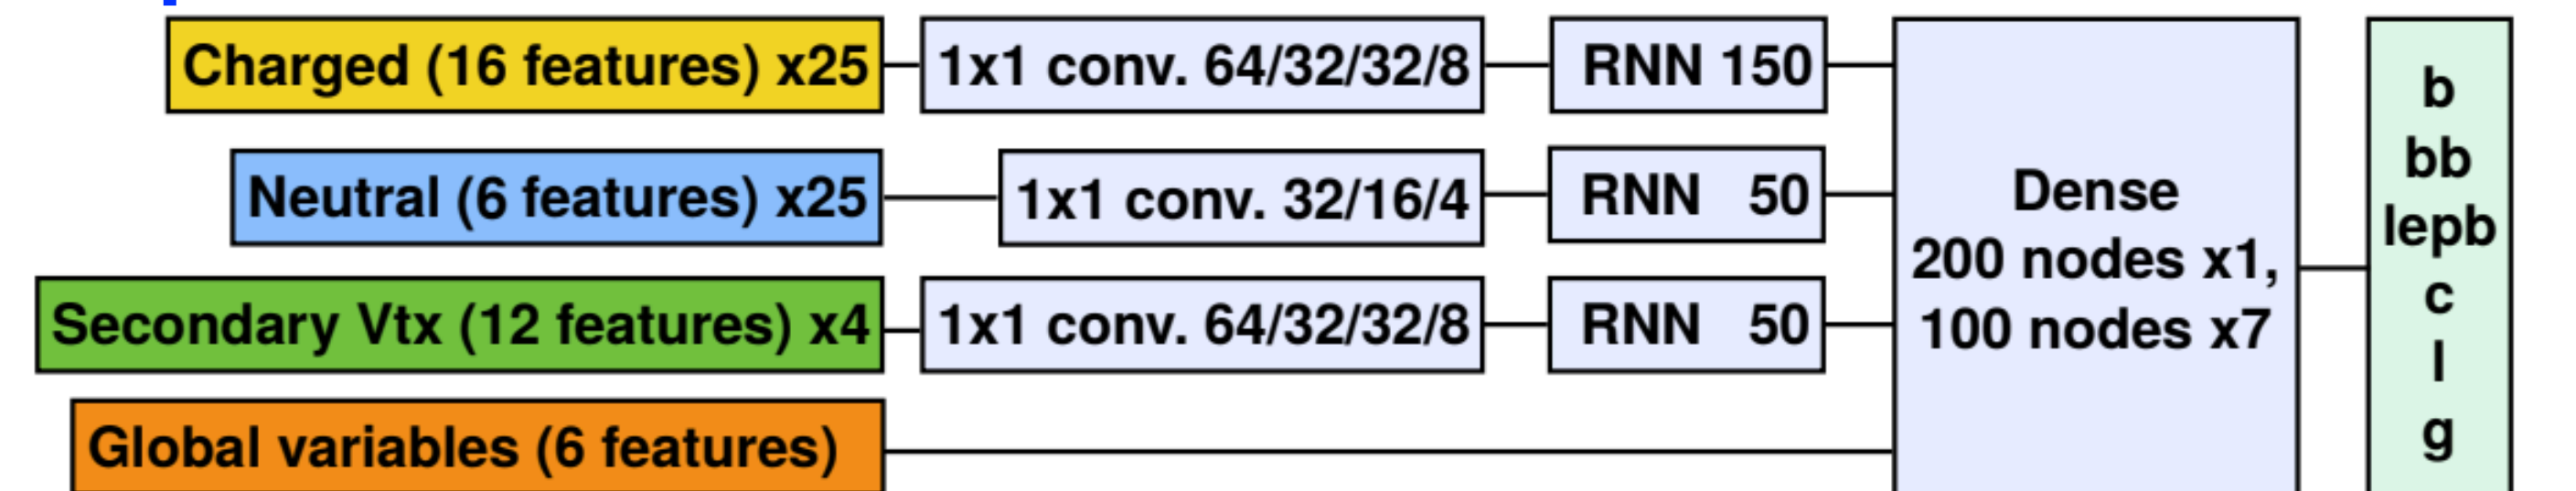 Charged (16 features) x25
1x1 conv. 64/32/32/8
RNN 150
Neutral (6 features) x25
1x1 conv. 32/16/4
RNN 50
Secondary Vtx (12 features) x4
1x1 conv. 64/32/32/8
RNN 50
Global variables (6 features)
Dense
200 nodes x1,
100 nodes x7
b
bb
lepb
c
l
g